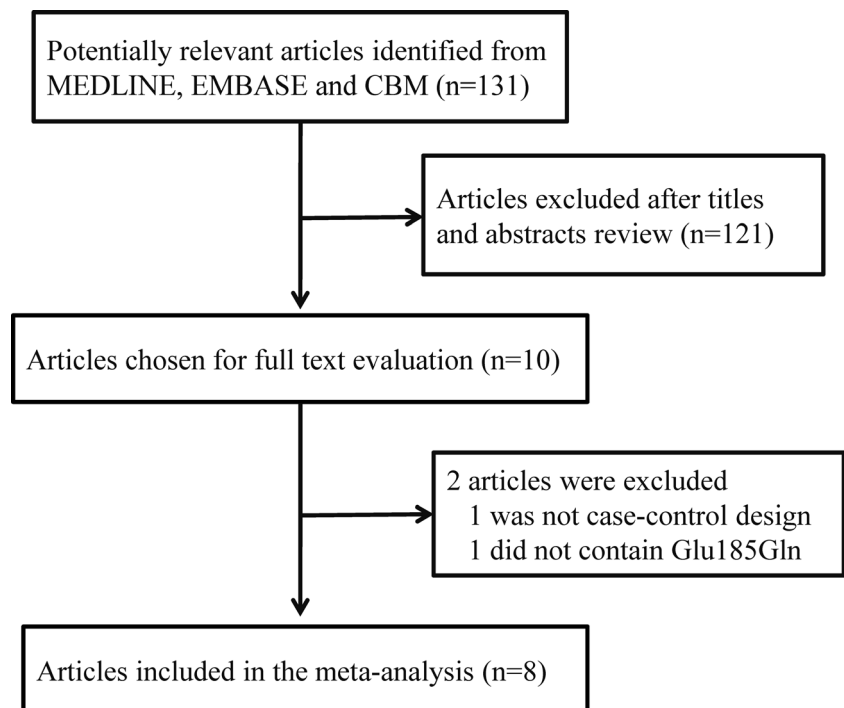 Potentially relevant articles identified from
MEDLINE, EMBASE and CBM (n=131)
Articles excluded after titles
and abstracts review (n=121)
Articles chosen for full text evaluation (n=10)
2 articles were excluded
1 was not case-control design
1 did not contain Glu185Gln
Articles included in the meta-analysis (n=8)